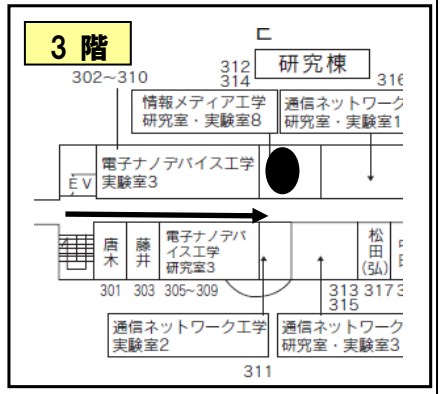 3 階
302~310
312
314
研究棟
316
情報メディア工学
研究室・実験室8
通信ネットワーク
研究室・実験室1
電子ナノデバイス工学
実験室3
EV
唐木
藤井
電子ナノデバ
イス工学
研究室3
松田(弘)
301
303
305~309
313
315
317
通信ネットワーク工学
実験室2
通信ネットワーク
研究室・実験室3
311